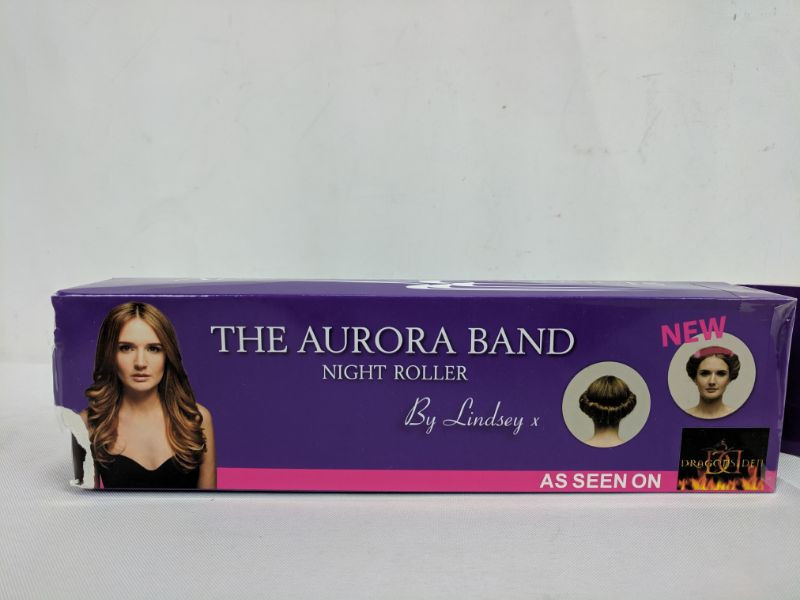 THE AURORA BAND
NIGHT ROLLER
By Lindsey x
NEW
AS SEEN ON
DRAGONS DEN